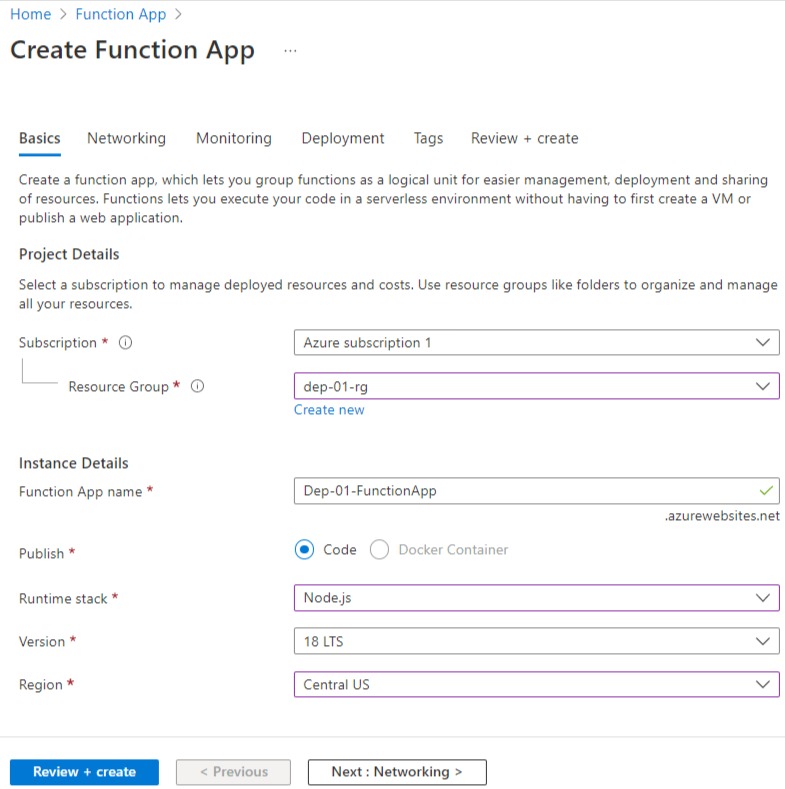 Home > Function App >
Create Function App ...
Basics Networking Monitoring Deployment Tags Review + create
Create a function app, which lets you group functions as a logical unit for easier management, deployment and sharing
of resources. Functions lets you execute your code in a serverless environment without having to first create a VM or
publish a web application.
Project Details
Select a subscription to manage deployed resources and costs. Use resource groups like folders to organize and manage
all your resources.
Subscription * Azure subscription 1
Resource Group * dep-01-rg
Create new
Instance Details
Function App name * Dep-01-FunctionApp
.azurewebsites.net
Publish * Code Docker Container
Runtime stack * Node.js
Version * 18 LTS
Region * Central US
Review + create < Previous Next : Networking >